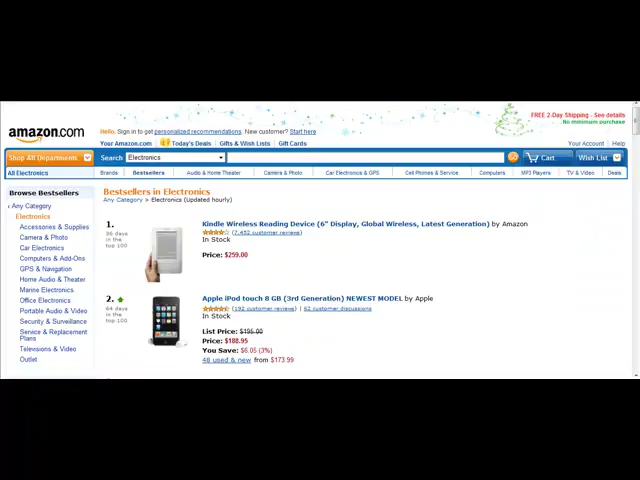 FREE 2-Day Shipping - See details
No minimum purchase
amazon.com
Hello. Sign in to get personalized recommendations. New customer? Start here
Your Amazon.com Today's Deals Gifts & Wish Lists Gift Cards Your Account Help
Shop All Departments Search Electronics GO Cart Wish List
All Electronics Brands Bestsellers Audio & Home Theater Camera & Photo Car Electronics & GPS Cell Phones & Service Computers MP3 Players TV & Video Deals
Browse Bestsellers
‹ Any Category
Electronics
Accessories & Supplies
Camera & Photo
Car Electronics
Computers & Add-Ons
GPS & Navigation
Home Audio & Theater
Marine Electronics
Office Electronics
Portable Audio & Video
Security & Surveillance
Service & Replacement
Plans
Televisions & Video
Outlet
Bestsellers in Electronics
Any Category > Electronics (Updated hourly)
1.
36 days
in the
top 100
Kindle Wireless Reading Device (6" Display, Global Wireless, Latest Generation) by Amazon
(7,452 customer reviews)
In Stock
Price: $259.00
2.
64 days
in the
top 100
Apple iPod touch 8 GB (3rd Generation) NEWEST MODEL by Apple
(192 customer reviews) | 62 customer discussions
In Stock
List Price: $195.00
Price: $188.95
You Save: $6.05 (3%)
48 used & new from $173.99